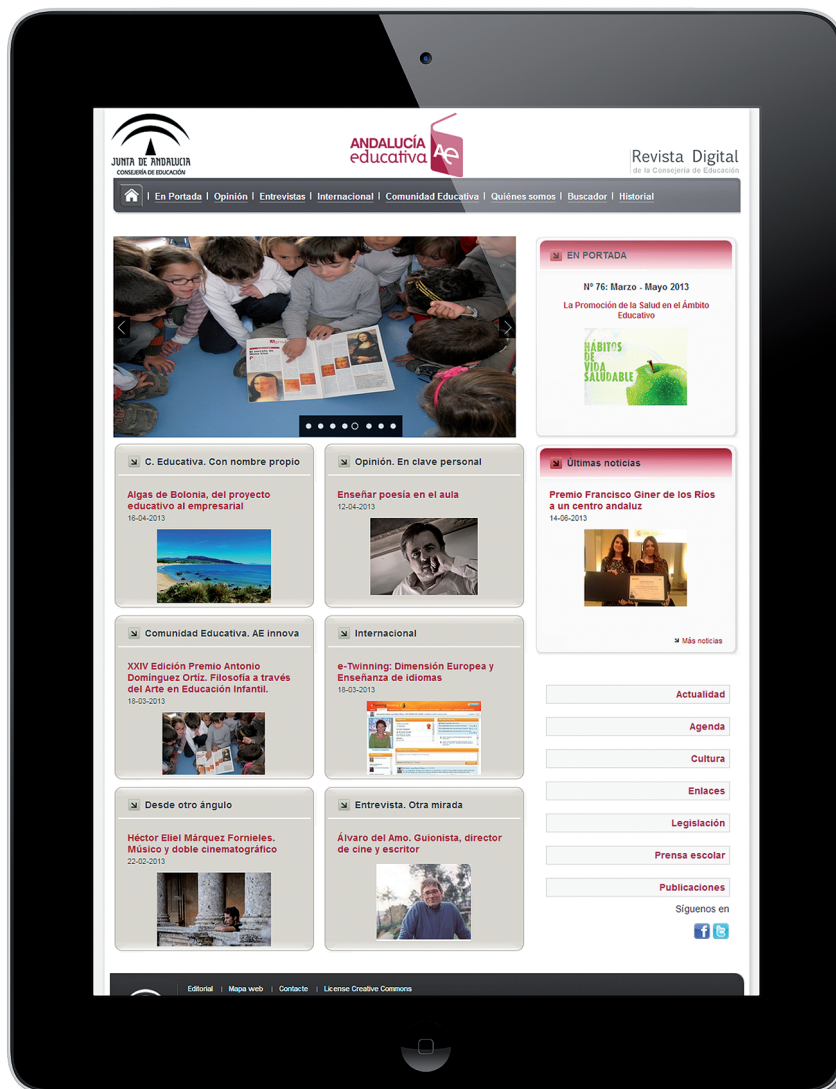 JUNTA DE ANDALUCIA
CONSEJERÍA DE EDUCACIÓN
ANDALUCÍA
educativa
Ae
Revista Digital
de la Consejería de Educación
| En Portada | Opinión | Entrevistas | Internacional | Comunidad Educativa | Quiénes somos | Buscador | Historial
EN PORTADA
Nº 76: Marzo - Mayo 2013
La Promoción de la Salud en el Ámbito
Educativo
HÁBITOS
DE
VIDA
SALUDABLE
C. Educativa. Con nombre propio
Algas de Bolonia, del proyecto
educativo al empresarial
16-04-2013
Opinión. En clave personal
Enseñar poesía en el aula
12-04-2013
Últimas noticias
Premio Francisco Giner de los Ríos
a un centro andaluz
14-06-2013
Más noticias
Comunidad Educativa. AE innova
XXIV Edición Premio Antonio
Domínguez Ortíz. Filosofía a través
del Arte en Educación Infantil.
18-03-2013
Internacional
e-Twinning: Dimensión Europea y
Enseñanza de idiomas
18-03-2013
Desde otro ángulo
Héctor Eliel Márquez Fornieles.
Músico y doble cinematográfico
22-02-2013
Entrevista. Otra mirada
Álvaro del Amo. Guionista, director
de cine y escritor
Actualidad
Agenda
Cultura
Enlaces
Legislación
Prensa escolar
Publicaciones
Síguenos en
Editorial | Mapa web | Contacte | License Creative Commons